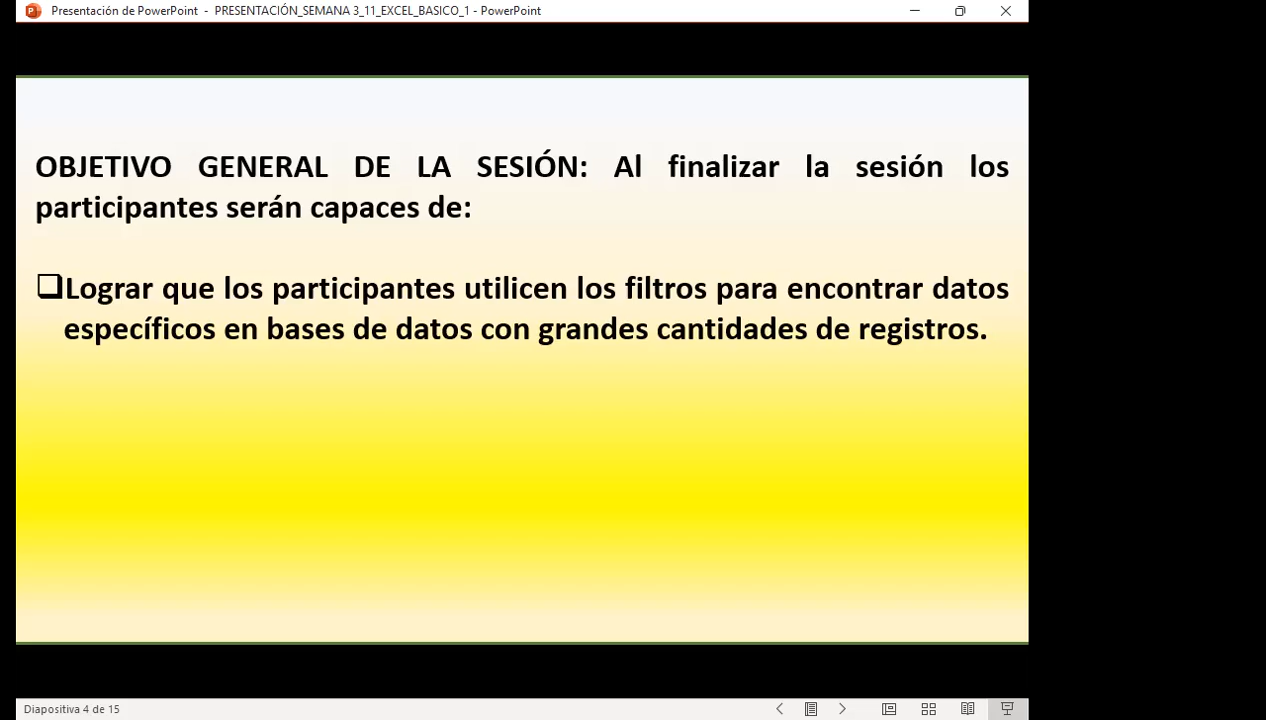 Presentación de PowerPoint - PRESENTACIÓN_SEMANA 3_11_EXCEL_BASICO_1 - PowerPoint
OBJETIVO GENERAL DE LA SESIÓN: Al finalizar la sesión los
participantes serán capaces de:
Lograr que los participantes utilicen los filtros para encontrar datos
específicos en bases de datos con grandes cantidades de registros.
Diapositiva 4 de 15